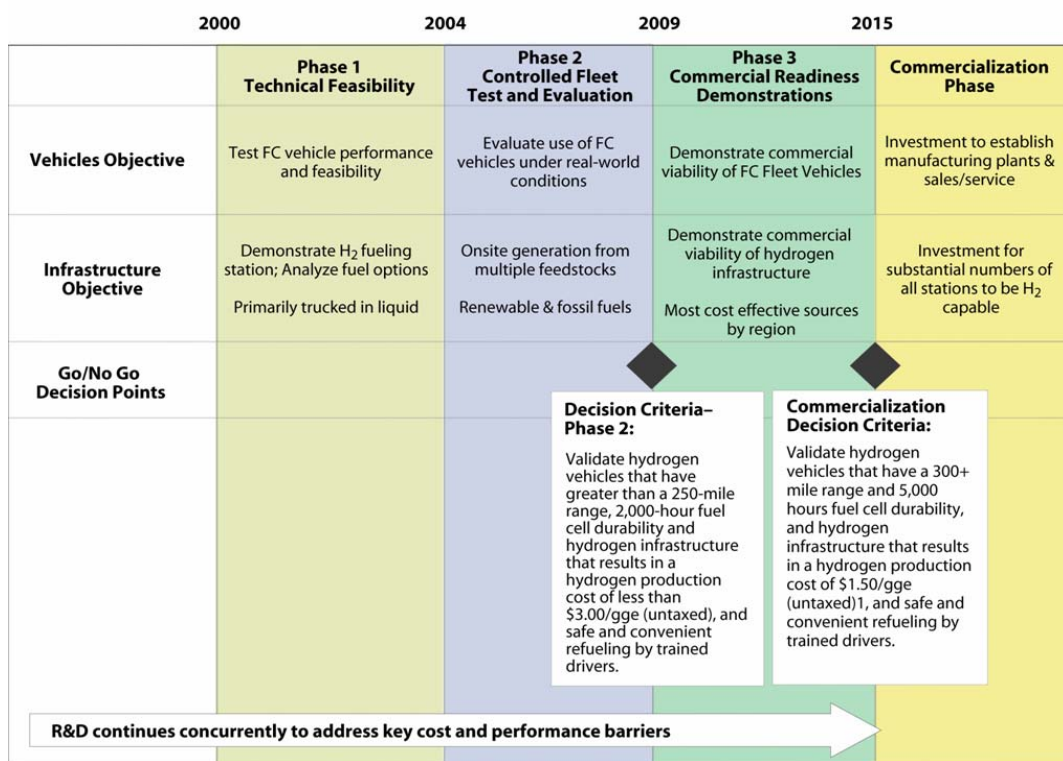 2000
2004
2009
2015
Phase 1
Technical Feasibility
Phase 2
Controlled Fleet
Test and Evaluation
Phase 3
Commercial Readiness
Demonstrations
Commercialization
Phase
Vehicles Objective
Test FC vehicle performance
and feasibility
Evaluate use of FC
vehicles under real-world
conditions
Demonstrate commercial
viability of FC Fleet Vehicles
Investment to establish
manufacturing plants &
sales/service
Infrastructure
Objective
Demonstrate H₂ fueling
station; Analyze fuel options
Primarily trucked in liquid
Onsite generation from
multiple feedstocks
Renewable & fossil fuels
Demonstrate commercial
viability of hydrogen
infrastructure
Most cost effective sources
by region
Investment for
substantial numbers of
all stations to be H₂
capable
Go/No Go
Decision Points
Decision Criteria–
Phase 2:
Validate hydrogen
vehicles that have
greater than a 250-mile
range, 2,000-hour fuel
cell durability and
hydrogen infrastructure
that results in a
hydrogen production
cost of less than
$3.00/gge (untaxed), and
safe and convenient
refueling by trained
drivers.
Commercialization
Decision Criteria:
Validate hydrogen
vehicles that have a 300+
mile range and 5,000
hours fuel cell durability,
and hydrogen
infrastructure that results
in a hydrogen production
cost of $1.50/gge
(untaxed)1, and safe and
convenient refueling by
trained drivers.
R&D continues concurrently to address key cost and performance barriers